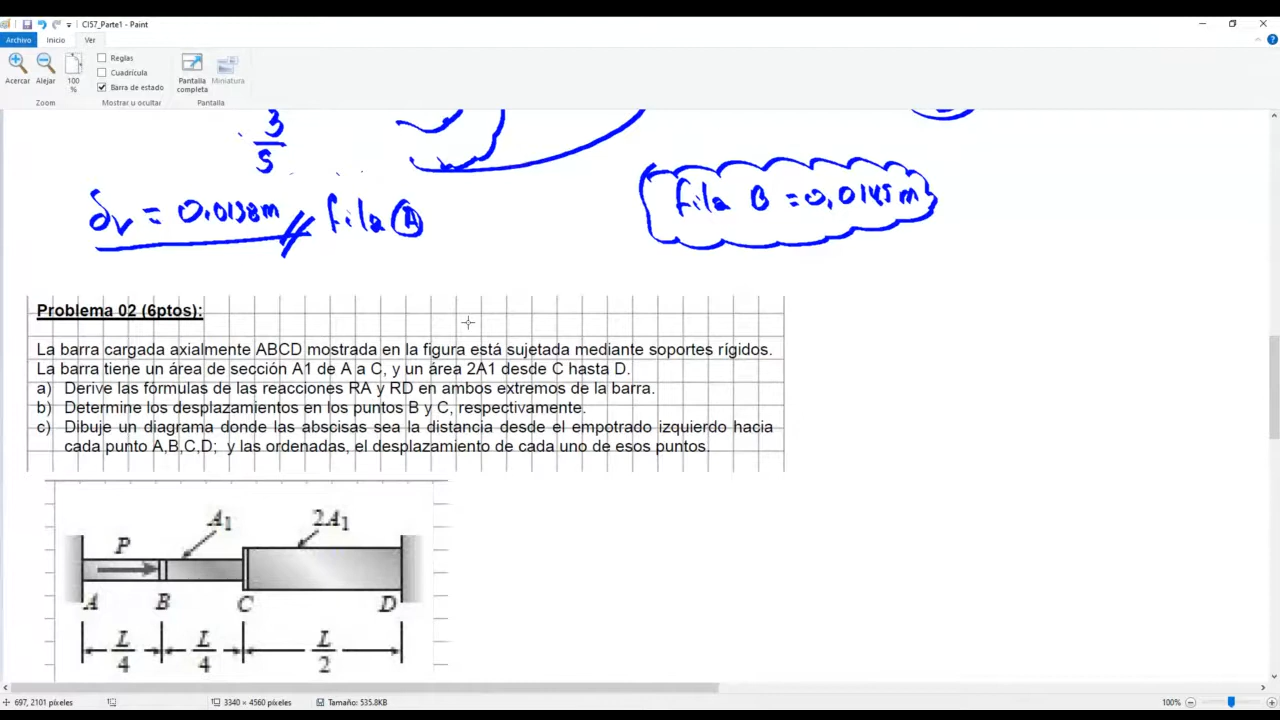 CI57_Parte1 - Paint
Archivo Inicio Ver
Acercar Alejar 100 %
Reglas
Cuadrícula
Barra de estado
Pantalla completa Miniatura
Zoom Mostrar u ocultar Pantalla
3
5
δv = 0.0138m fila A
fila B = 0.0145m
Problema 02 (6ptos):
La barra cargada axialmente ABCD mostrada en la figura está sujetada mediante soportes rígidos.
La barra tiene un área de sección A1 de A a C, y un área 2A1 desde C hasta D.
a) Derive las fórmulas de las reacciones RA y RD en ambos extremos de la barra.
b) Determine los desplazamientos en los puntos B y C, respectivamente.
c) Dibuje un diagrama donde las abscisas sea la distancia desde el empotrado izquierdo hacia
cada punto A,B,C,D; y las ordenadas, el desplazamiento de cada uno de esos puntos.
A1 2A1
P
A B C D
L/4 L/4 L/2
697, 2101 píxeles 3340 × 4560 píxeles Tamaño: 535.8KB 100%